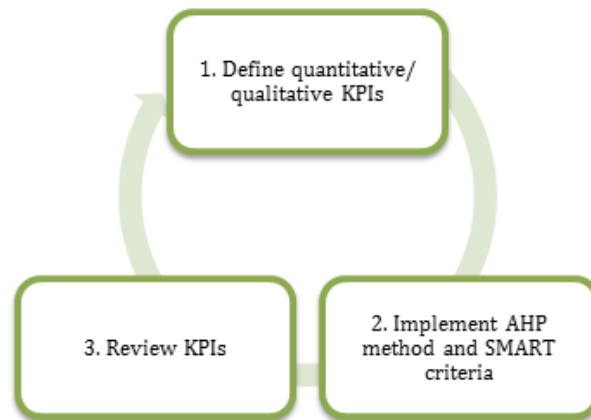 1. Define quantitative/
qualitative KPIs
2. Implement AHP
method and SMART
criteria
3. Review KPIs